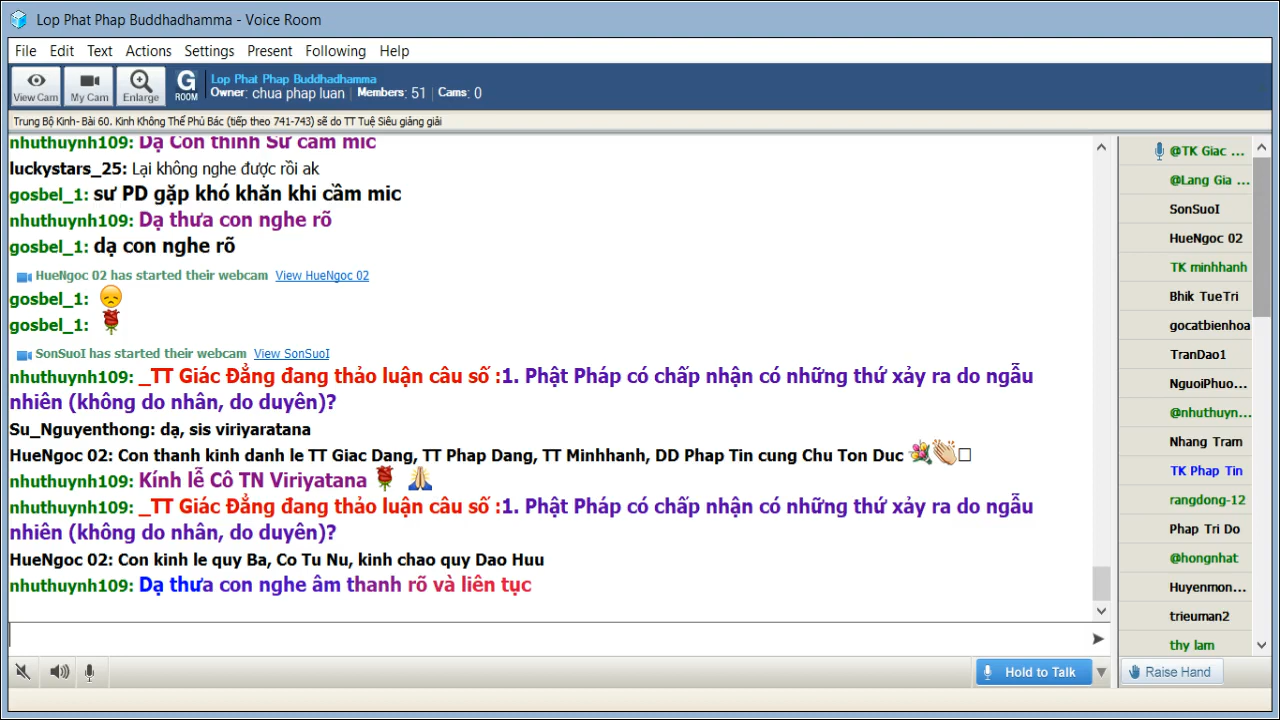 Lop Phat Phap Buddhadhamma - Voice Room
File Edit Text Actions Settings Present Following Help
View Cam My Cam Enlarge G ROOM
Lop Phat Phap Buddhadhamma
Owner: chua phap luan Members: 51 Cams: 0
Trung Bộ Kinh- Bài 60. Kinh Không Thể Phủ Bác (tiếp theo 741-743) sẽ do TT Tuệ Siêu giảng giải
nhuthuynh109: Dạ Con thỉnh Sư cầm mic
luckystars_25: Lại không nghe được rồi ak
gosbel_1: sư PD gặp khó khăn khi cầm mic
nhuthuynh109: Dạ thưa con nghe rõ
gosbel_1: dạ con nghe rõ
HueNgoc 02 has started their webcam View HueNgoc 02
gosbel_1:
gosbel_1:
SonSuoI has started their webcam View SonSuoI
nhuthuynh109: _TT Giác Đẳng đang thảo luận câu số :1. Phật Pháp có chấp nhận có những thứ xảy ra do ngẫu
nhiên (không do nhân, do duyên)?
Su_Nguyenthong: dạ, sis viriyaratana
HueNgoc 02: Con thanh kinh danh le TT Giac Dang, TT Phap Dang, TT Minhhanh, DD Phap Tin cung Chu Ton Duc
nhuthuynh109: Kính lễ Cô TN Viriyatana
nhuthuynh109: _TT Giác Đẳng đang thảo luận câu số :1. Phật Pháp có chấp nhận có những thứ xảy ra do ngẫu
nhiên (không do nhân, do duyên)?
HueNgoc 02: Con kinh le quy Ba, Co Tu Nu, kinh chao quy Dao Huu
nhuthuynh109: Dạ thưa con nghe âm thanh rõ và liên tục
@TK Giac ...
@Lang Gia ...
SonSuoI
HueNgoc 02
TK minhhanh
Bhik TueTri
gocatbienhoa
TranDao1
NguoiPhuo...
@nhuthuyn...
Nhang Tram
TK Phap Tin
rangdong-12
Phap Tri Do
@hongnhat
Huyenmon...
trieuman2
thy lam
Hold to Talk
Raise Hand